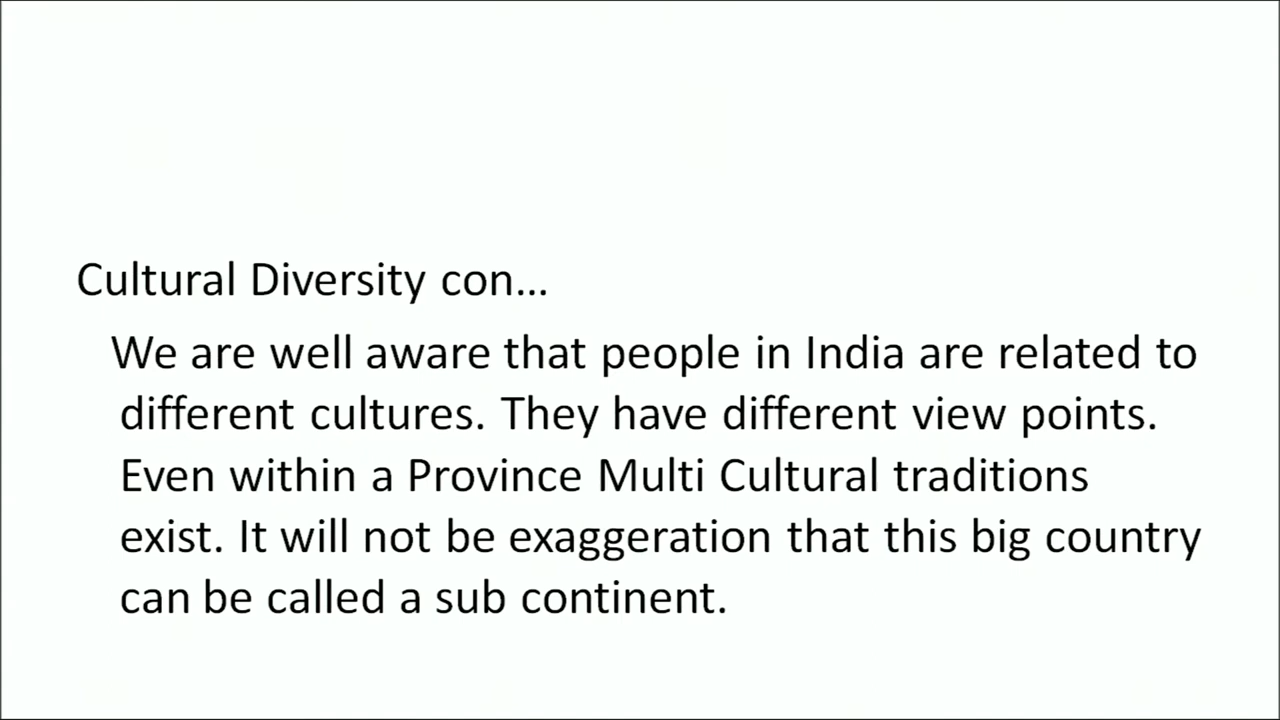 Cultural Diversity con...
We are well aware that people in India are related to
different cultures. They have different view points.
Even within a Province Multi Cultural traditions
exist. It will not be exaggeration that this big country
can be called a sub continent.